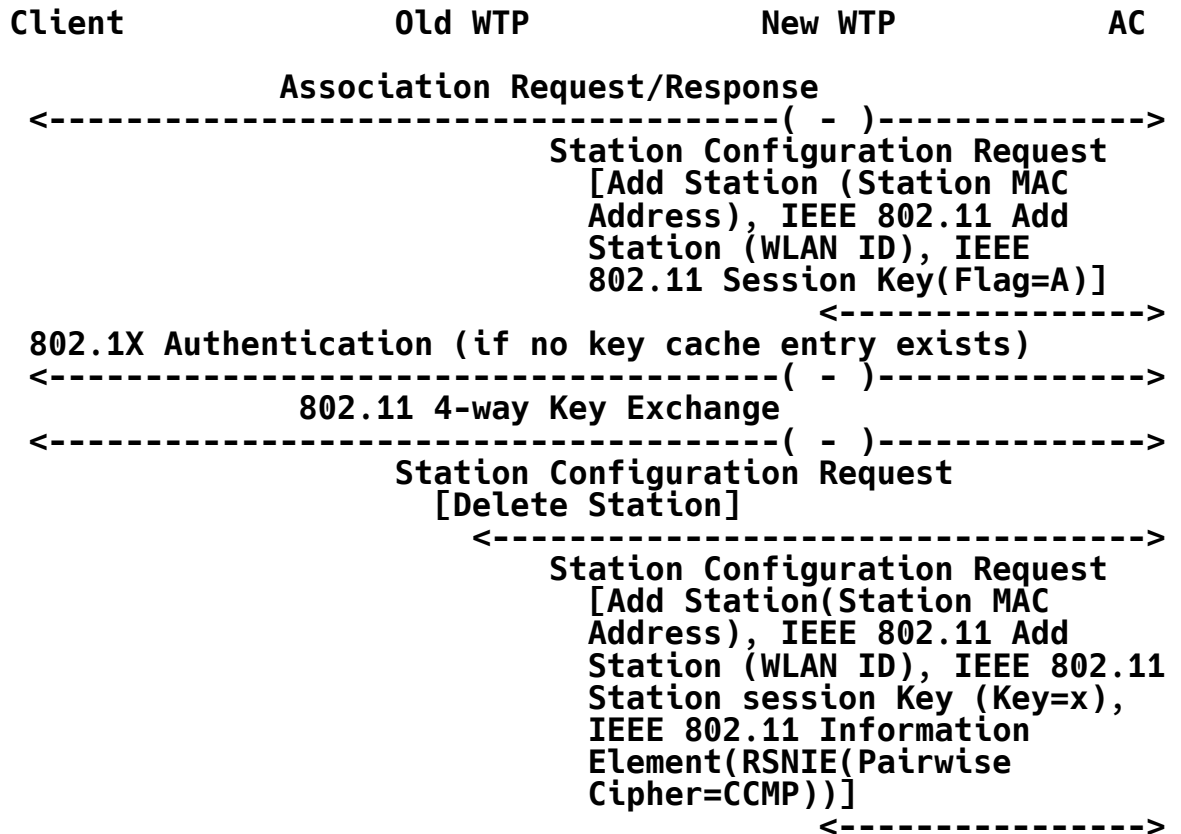 Client Old WTP New WTP AC
Association Request/Response
<--------------------------------------( - )-------------->
Station Configuration Request
[Add Station (Station MAC
Address), IEEE 802.11 Add
Station (WLAN ID), IEEE
802.11 Session Key(Flag=A)]
<---------------->
802.1X Authentication (if no key cache entry exists)
<--------------------------------------( - )-------------->
802.11 4-way Key Exchange
<--------------------------------------( - )-------------->
Station Configuration Request
[Delete Station]
<---------------------------------->
Station Configuration Request
[Add Station(Station MAC
Address), IEEE 802.11 Add
Station (WLAN ID), IEEE 802.11
Station session Key (Key=x),
IEEE 802.11 Information
Element(RSNIE(Pairwise
Cipher=CCMP))]
<---------------->